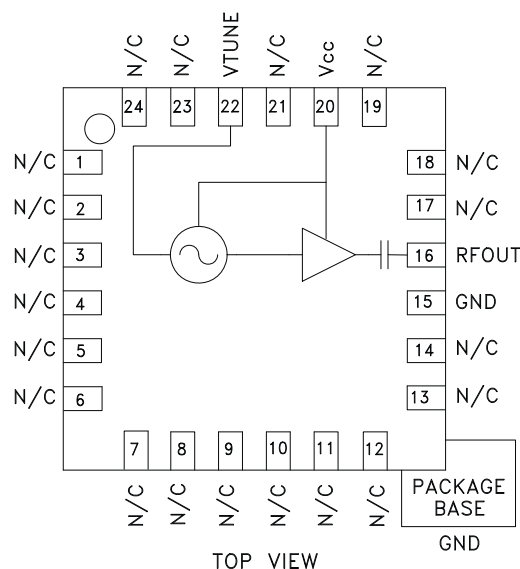 N/C N/C VTUNE N/C Vcc N/C
24 23 22 21 20 19
N/C 1 18 N/C
N/C 2 17 N/C
N/C 3 16 RFOUT
N/C 4 15 GND
N/C 5 14 N/C
N/C 6 13 N/C
7 8 9 10 11 12
N/C N/C N/C N/C N/C N/C
PACKAGE
BASE
GND
TOP VIEW